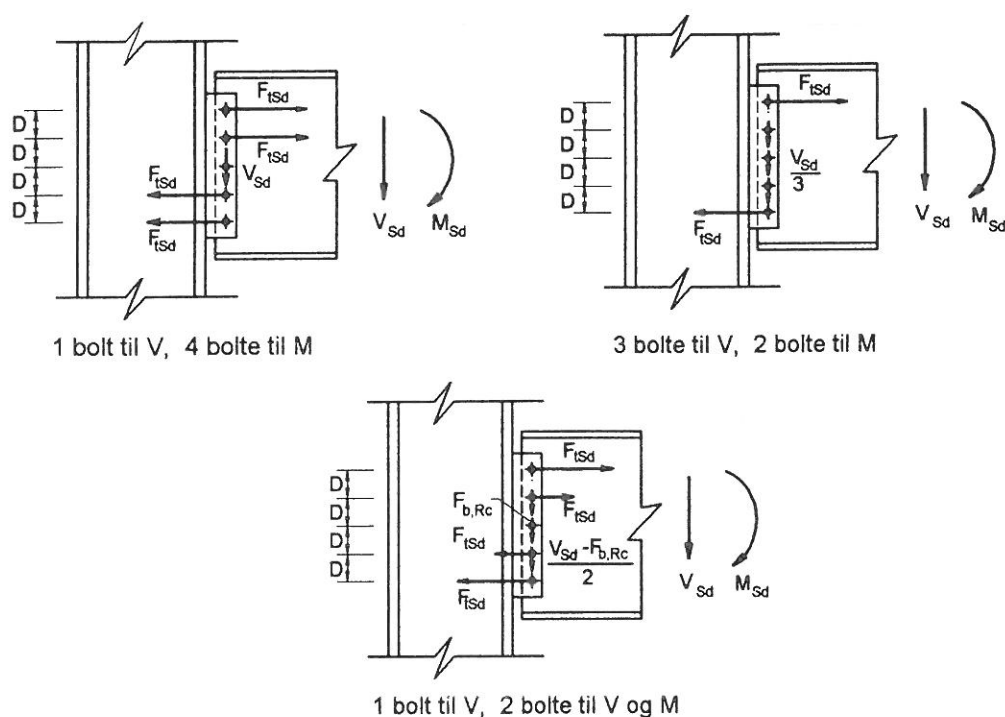 F_tSd
D
F_tSd
D
V_Sd
D
F_tSd
D
F_tSd
V_Sd
M_Sd
1 bolt til V, 4 bolte til M
F_tSd
D
D
V_Sd
3
D
D
F_tSd
V_Sd
M_Sd
3 bolte til V, 2 bolte til M
F_tSd
D
F_b,Rc
F_tSd
D
F_tSd
V_Sd -F_b,Rc
2
D
D
F_tSd
V_Sd
M_Sd
1 bolt til V, 2 bolte til V og M